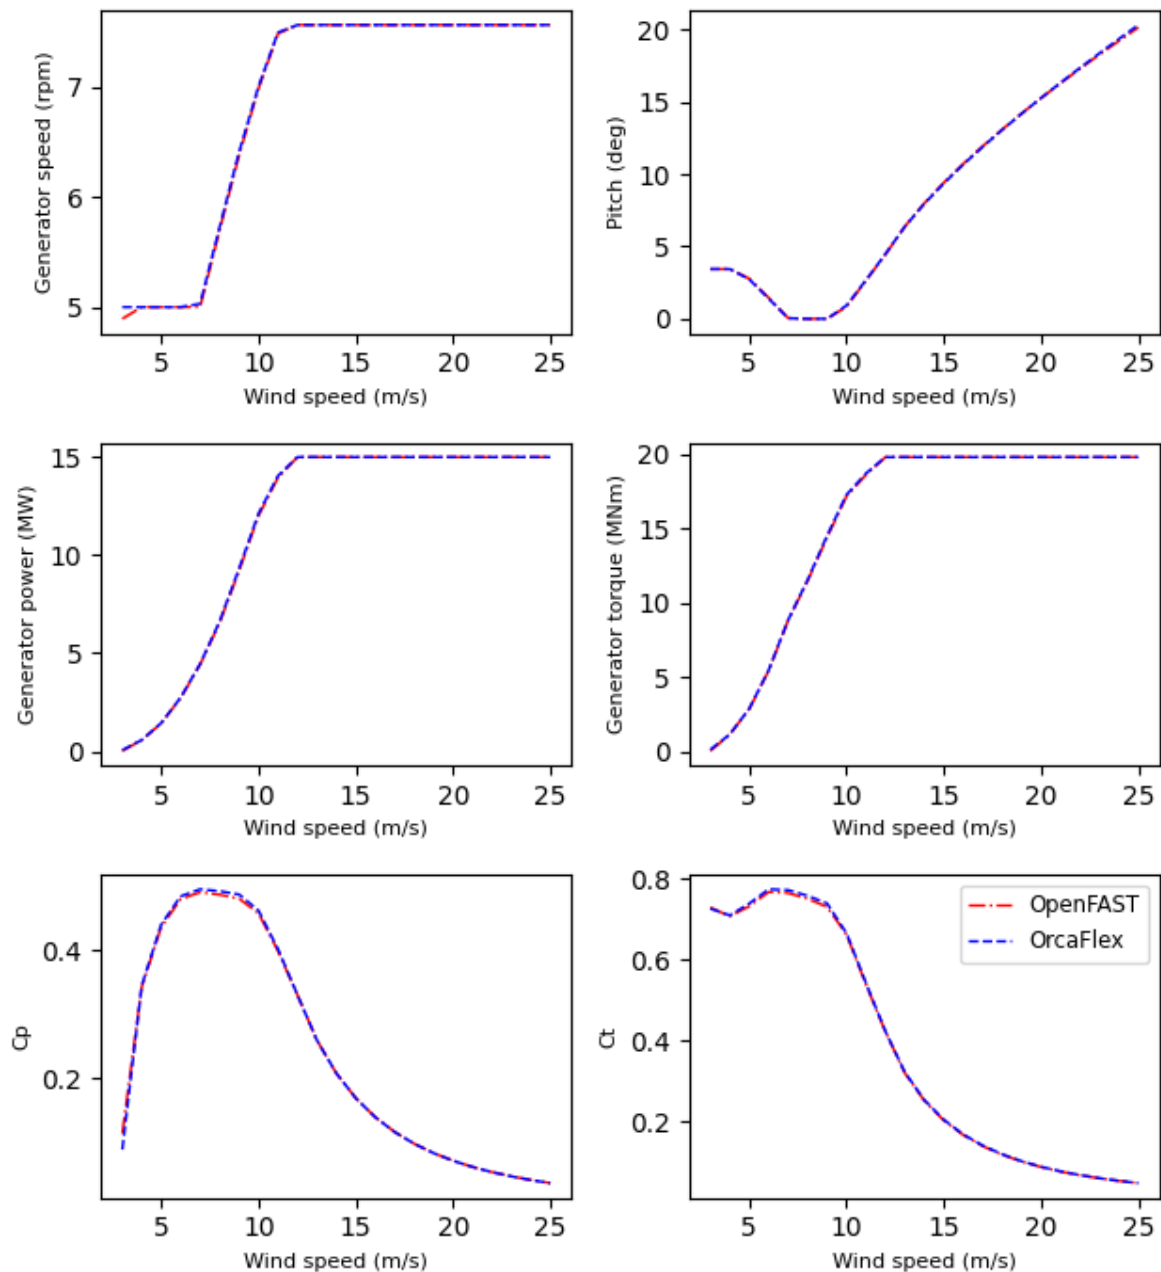 Generator speed (rpm)
7
6
5
5 10 15 20 25
Wind speed (m/s)
Pitch (deg)
20
15
10
5
0
5 10 15 20 25
Wind speed (m/s)
Generator power (MW)
15
10
5
0
5 10 15 20 25
Wind speed (m/s)
Generator torque (MNm)
20
15
10
5
0
5 10 15 20 25
Wind speed (m/s)
Cp
0.4
0.2
5 10 15 20 25
Wind speed (m/s)
Ct
0.8
0.6
0.4
0.2
OpenFAST
OrcaFlex
5 10 15 20 25
Wind speed (m/s)